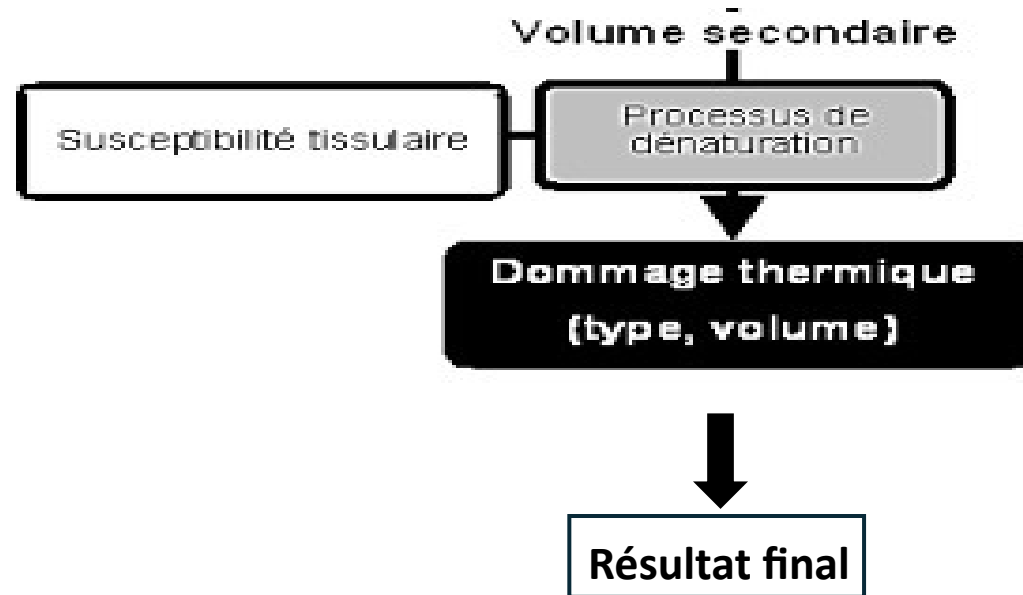 Volume secondaire
Susceptibilité tissulaire
Processus de
dénaturation
Dommage thermique
(type, volume)
Résultat final